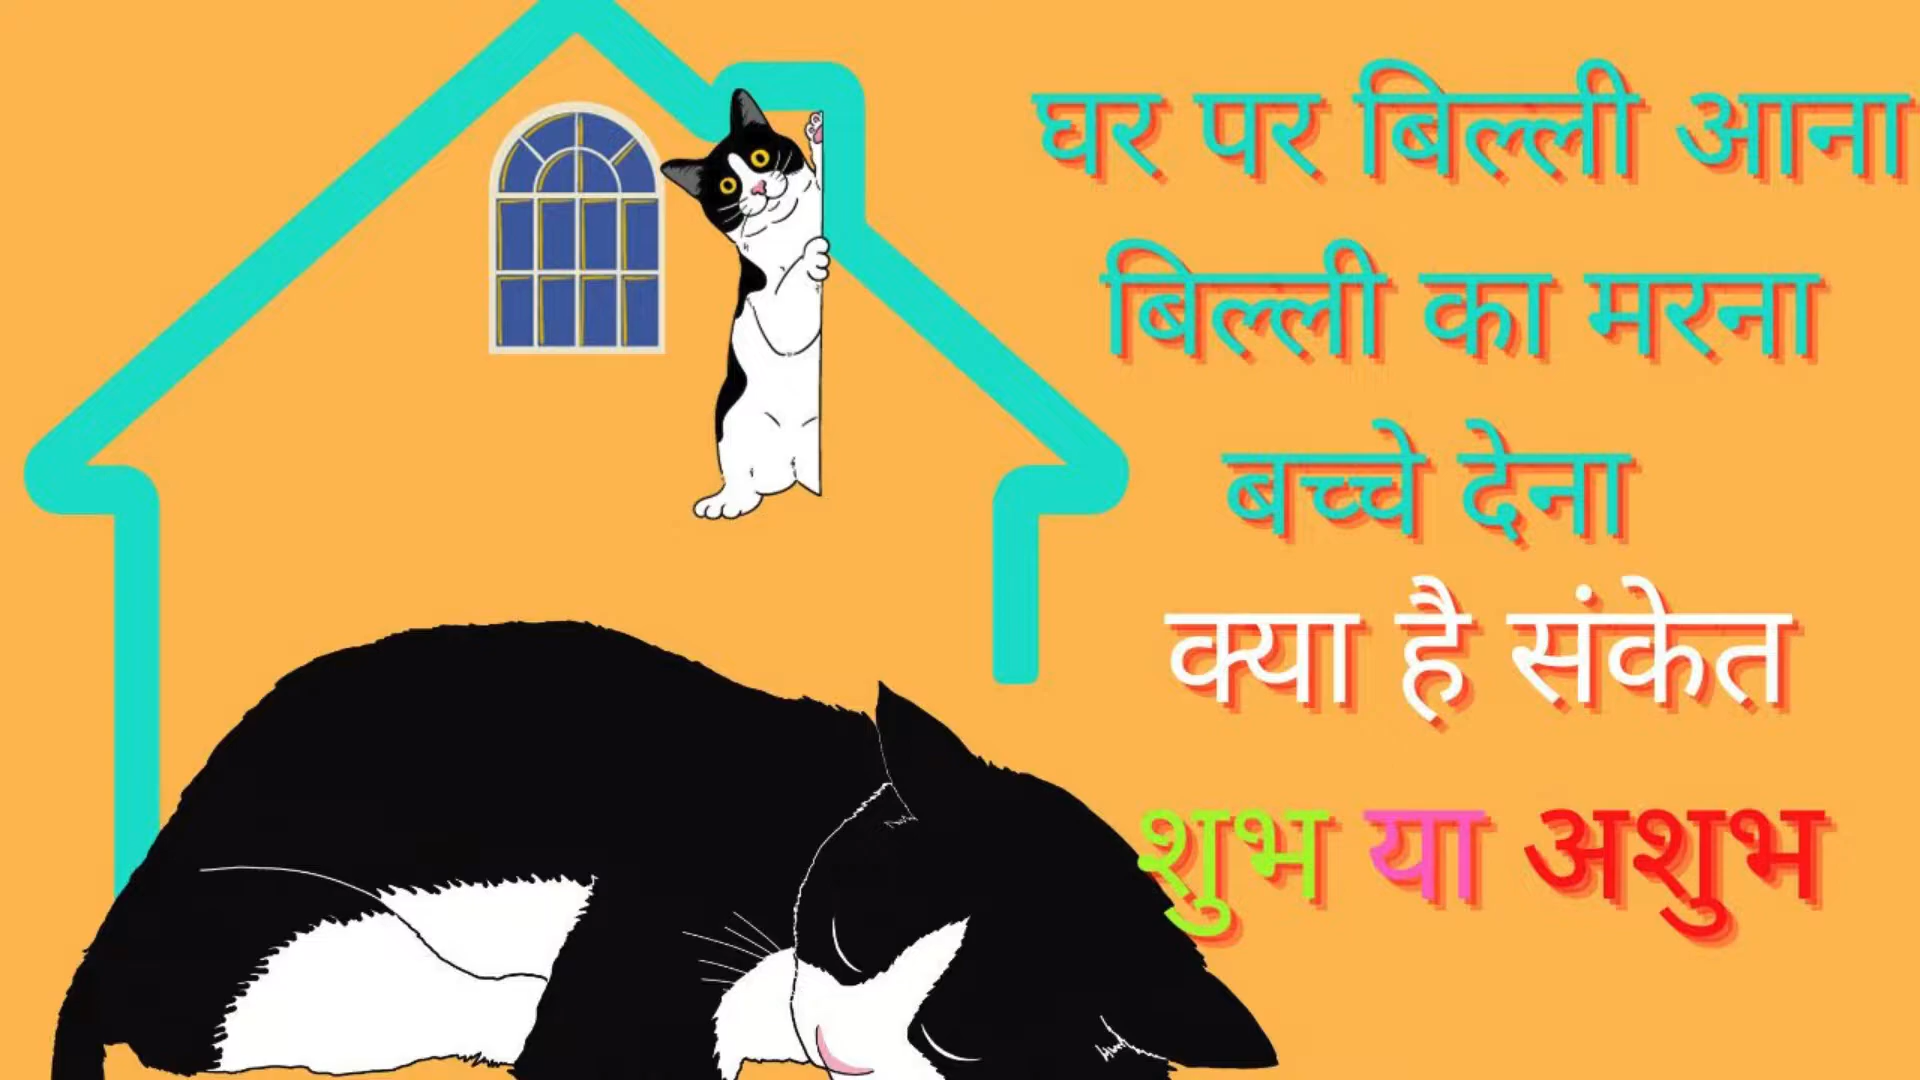 घर पर बिल्ली आना
बिल्ली का मरना
बच्चे देना
क्या है संकेत
शुभ या अशुभ